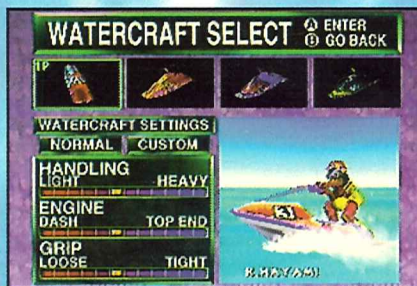 WATERCRAFT SELECT
Ⓐ ENTER
Ⓑ GO BACK
1P
WATERCRAFT SETTINGS
NORMAL CUSTOM
HANDLING
LIGHT HEAVY
ENGINE
DASH TOP END
GRIP
LOOSE TIGHT
R.HAYAMI